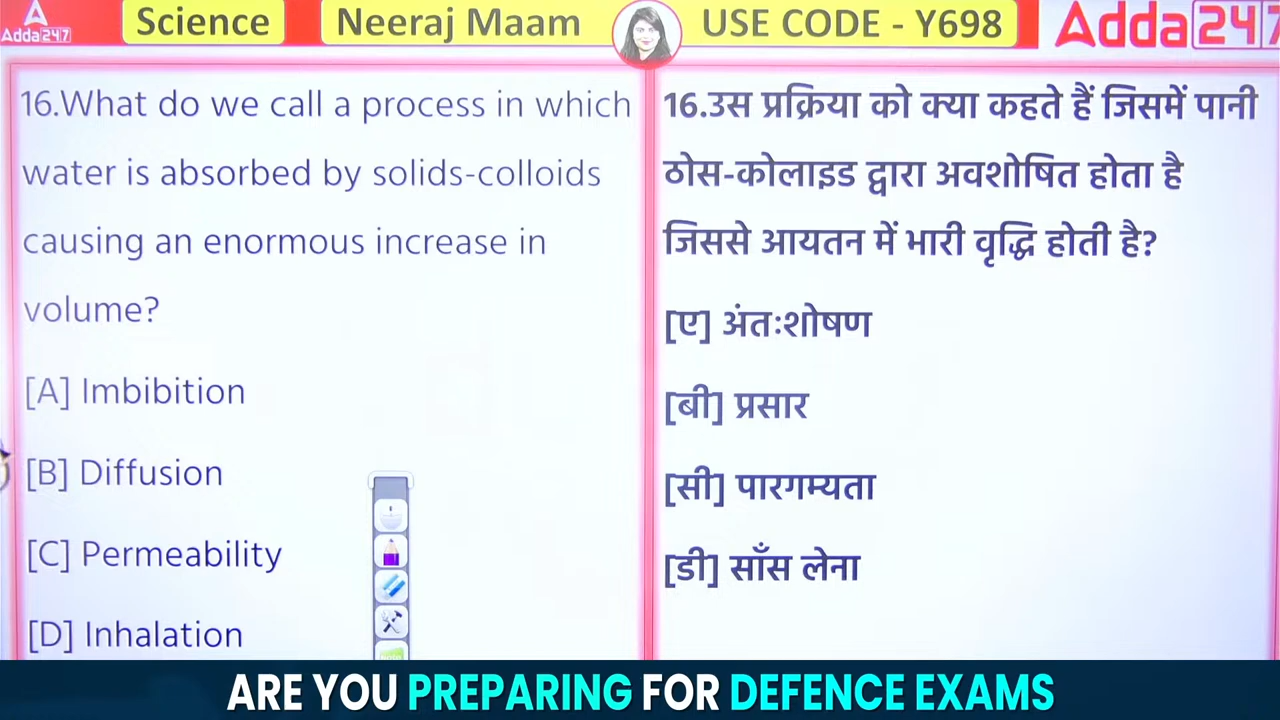 Adda247
Science
Neeraj Maam
USE CODE - Y698
Adda247
16.What do we call a process in which
water is absorbed by solids-colloids
causing an enormous increase in
volume?
[A] Imbibition
[B] Diffusion
[C] Permeability
[D] Inhalation
16.उस प्रक्रिया को क्या कहते हैं जिसमें पानी
ठोस-कोलाइड द्वारा अवशोषित होता है
जिससे आयतन में भारी वृद्धि होती है?
[ए] अंतःशोषण
[बी] प्रसार
[सी] पारगम्यता
[डी] साँस लेना
ARE YOU PREPARING FOR DEFENCE EXAMS